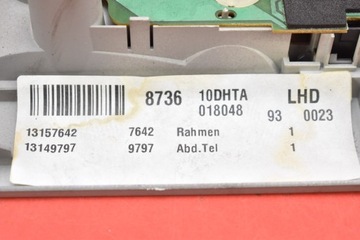 8736 10DHTA LHD
018048 93 0023
13157642 7642 Rahmen 1
13149797 9797 Abd.Tel 1